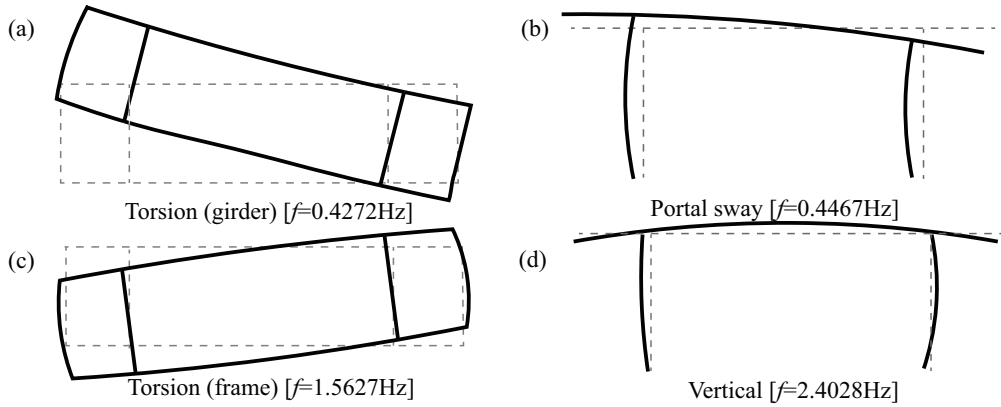 (a)
(b)
Torsion (girder) [f=0.4272Hz]
Portal sway [f=0.4467Hz]
(c)
(d)
Torsion (frame) [f=1.5627Hz]
Vertical [f=2.4028Hz]